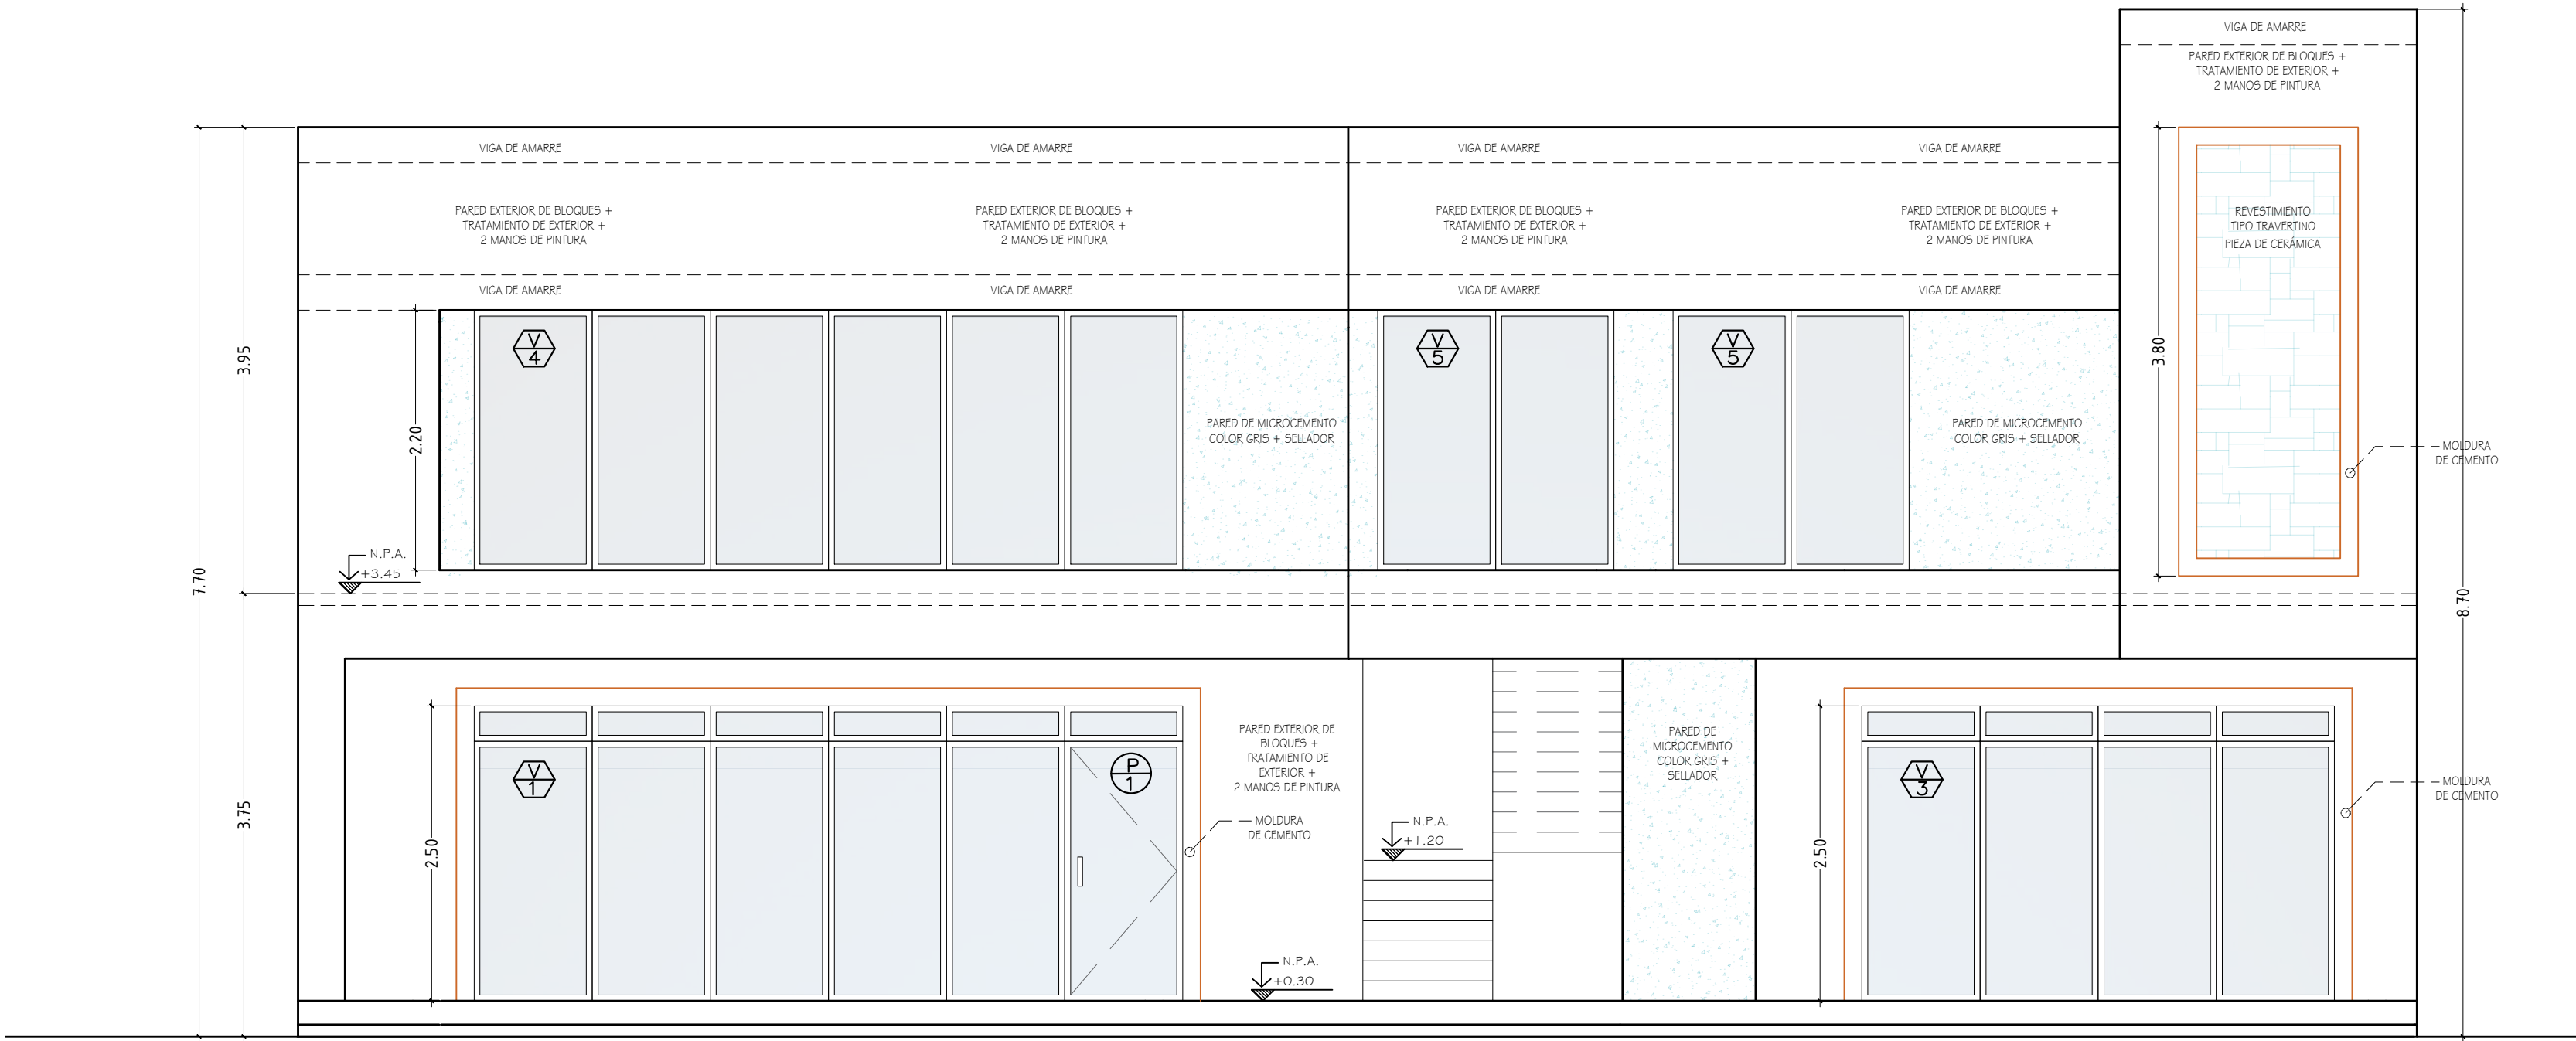 VIGA DE AMARRE
PARED EXTERIOR DE BLOQUES +
TRATAMIENTO DE EXTERIOR +
2 MANOS DE PINTURA
VIGA DE AMARRE
VIGA DE AMARRE
VIGA DE AMARRE
VIGA DE AMARRE
PARED EXTERIOR DE BLOQUES +
TRATAMIENTO DE EXTERIOR +
2 MANOS DE PINTURA
PARED EXTERIOR DE BLOQUES +
TRATAMIENTO DE EXTERIOR +
2 MANOS DE PINTURA
PARED EXTERIOR DE BLOQUES +
TRATAMIENTO DE EXTERIOR +
2 MANOS DE PINTURA
PARED EXTERIOR DE BLOQUES +
TRATAMIENTO DE EXTERIOR +
2 MANOS DE PINTURA
REVESTIMIENTO
TIPO TRAVERTINO
PIEZA DE CERÁMICA
VIGA DE AMARRE
VIGA DE AMARRE
VIGA DE AMARRE
VIGA DE AMARRE
V
4
V
5
V
5
3.95
2.20
3.80
PARED DE MICROCEMENTO
COLOR GRIS + SELLADOR
PARED DE MICROCEMENTO
COLOR GRIS + SELLADOR
MOLDURA
DE CEMENTO
N.P.A.
+3.45
7.70
8.70
PARED EXTERIOR DE
BLOQUES +
TRATAMIENTO DE
EXTERIOR +
2 MANOS DE PINTURA
PARED DE
MICROCEMENTO
COLOR GRIS +
SELLADOR
V
1
P
1
V
3
MOLDURA
DE CEMENTO
3.75
2.50
MOLDURA
DE CEMENTO
N.P.A.
+1.20
2.50
N.P.A.
+0.30